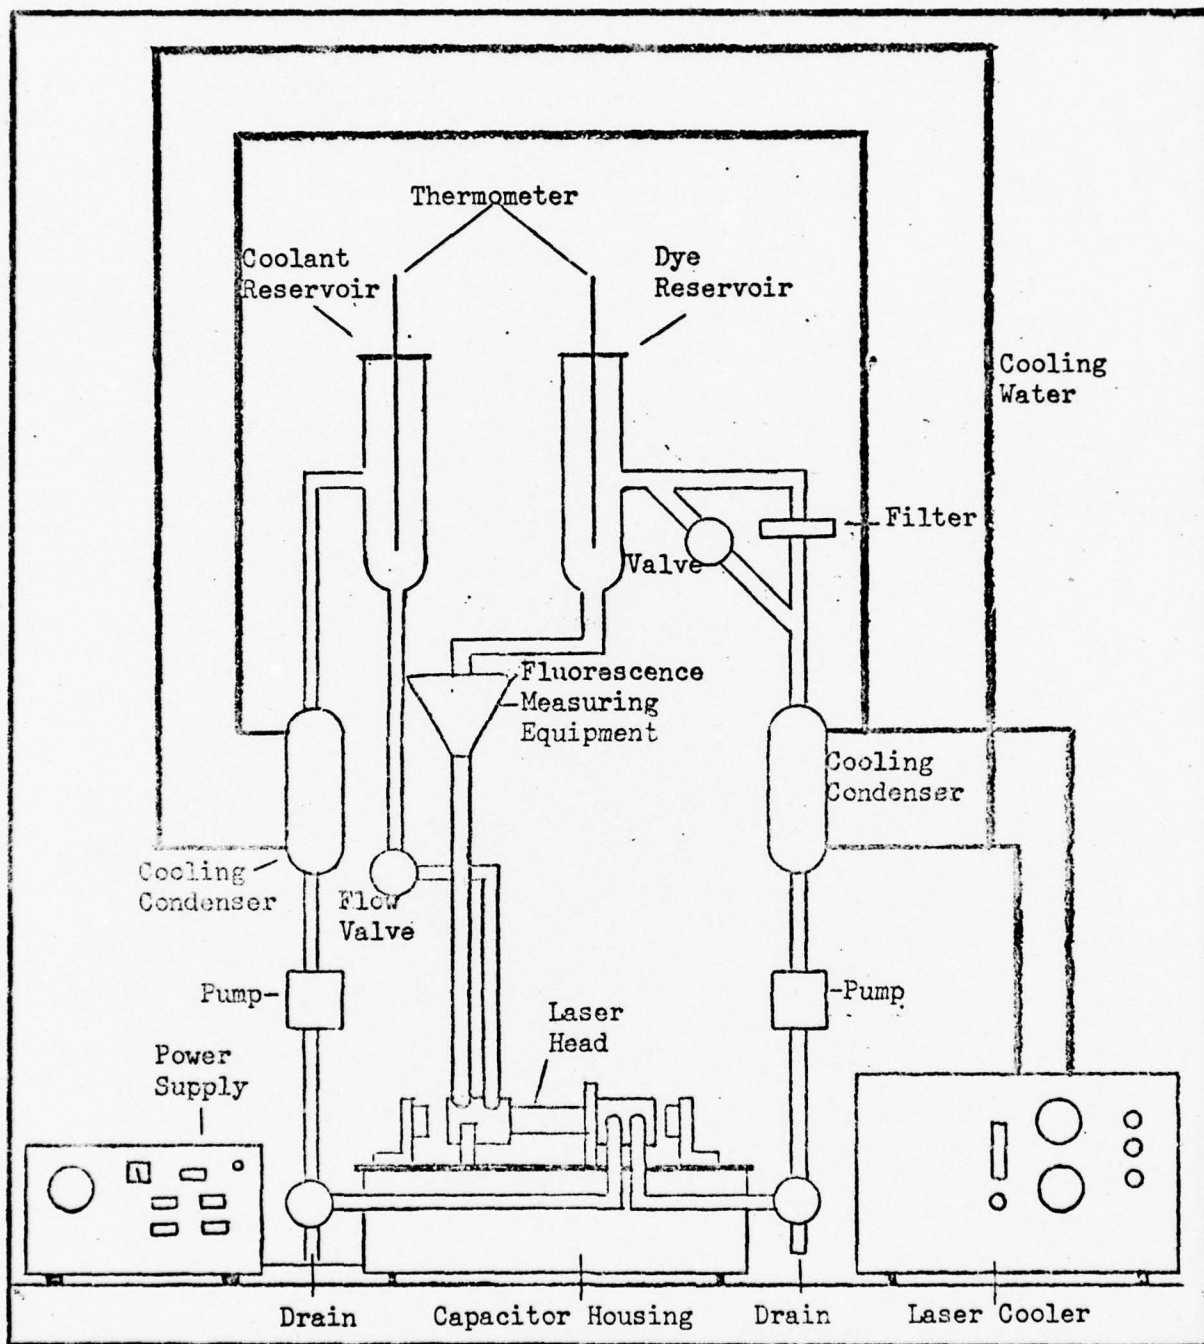 Thermometer
Coolant
Reservoir
Dye
Reservoir
Cooling
Water
Filter
Valve
Fluorescence
Measuring
Equipment
Cooling
Condenser
Cooling
Condenser
Flow
Valve
Pump
Pump
Laser
Head
Power
Supply
Drain
Capacitor Housing
Drain
Laser Cooler